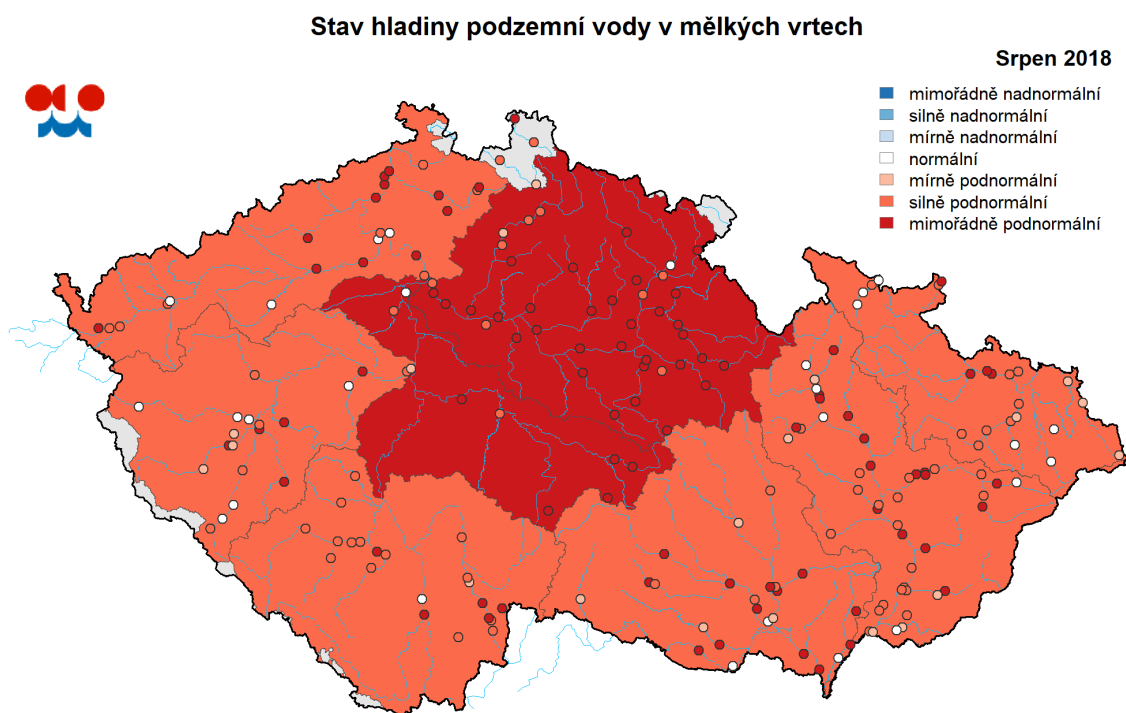 Stav hladiny podzemní vody v mělkých vrtech
Srpen 2018
mimořádně nadnormální
silně nadnormální
mírně nadnormální
normální
mírně podnormální
silně podnormální
mimořádně podnormální